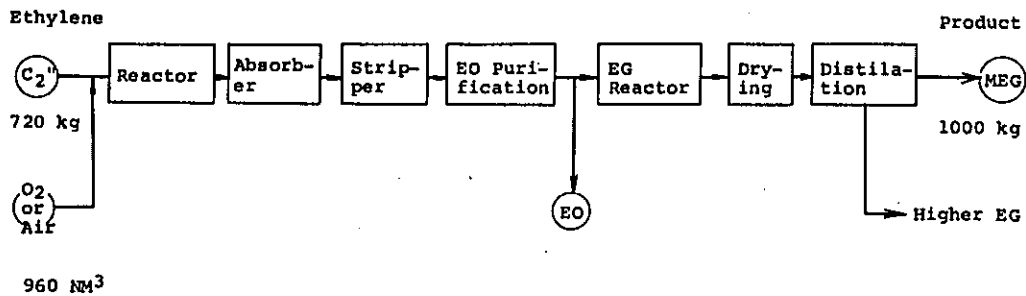 Ethylene
Product
C2"
Reactor
Absorb-
er
Strip-
per
EO Puri-
fication
EG
Reactor
Dry-
ing
Distila-
tion
MEG
720 kg
1000 kg
O2
or
Air
EO
Higher EG
960 NM3